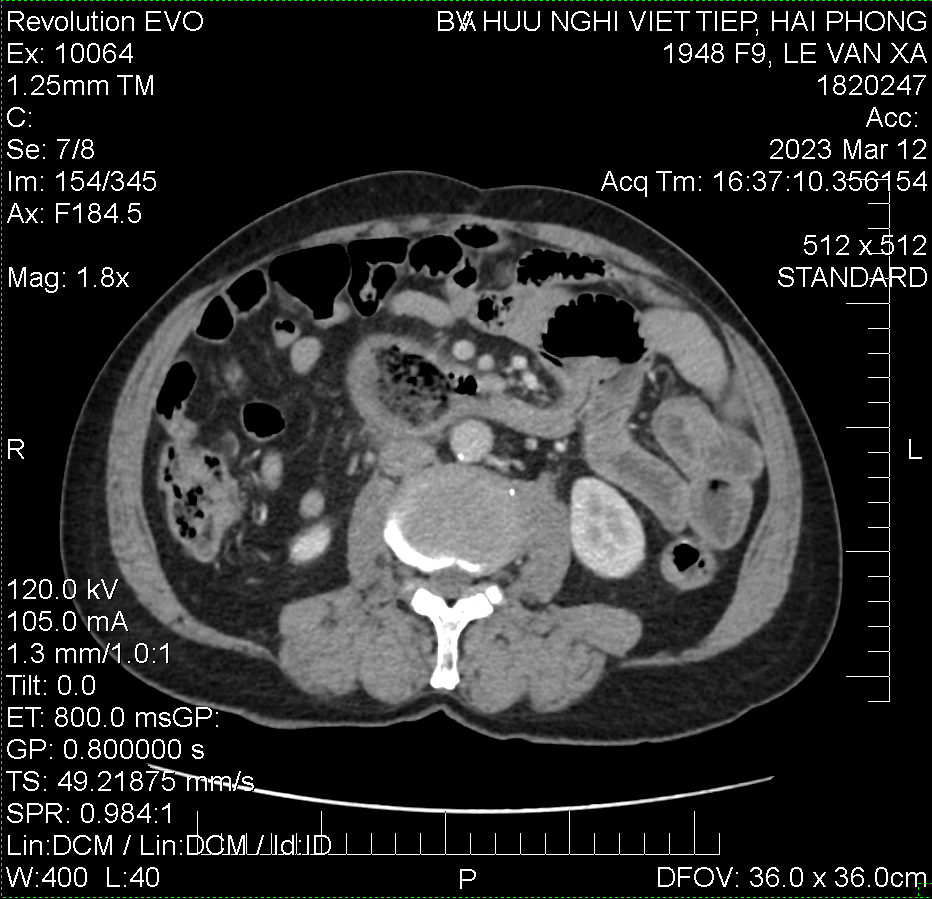 Revolution EVO
Ex: 10064
1.25mm TM
C:
Se: 7/8
Im: 154/345
Ax: F184.5
Mag: 1.8x
HUU NGHI VIET TIEP, HAI PHONG
1948 F9, LE VAN XA
1820247
Acc:
2023 Mar 12
Acq Tm: 16:37:10.356154
512 x 512
STANDARD
R
L
120.0 kV
105.0 mA
1.3 mm/1.0:1
Tilt: 0.0
ET: 800.0 msGP:
GP: 0.800000 s
TS: 49.21875 mm/s
SPR: 0.984:1
Lin:DCM / Lin:DCM / Id:ID
W:400 L:40
P
DFOV: 36.0 x 36.0cm